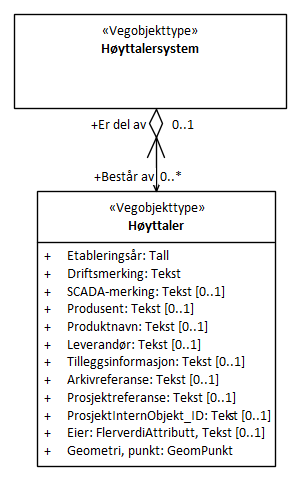 «Vegobjekttype»
Høyttalersystem
+Er del av 0..1
+Består av 0..*
«Vegobjekttype»
Høyttaler
+ Etableringsår: Tall
+ Driftsmerking: Tekst
+ SCADA-merking: Tekst [0..1]
+ Produsent: Tekst [0..1]
+ Produktnavn: Tekst [0..1]
+ Leverandør: Tekst [0..1]
+ Tilleggsinformasjon: Tekst [0..1]
+ Arkivreferanse: Tekst [0..1]
+ Prosjektreferanse: Tekst [0..1]
+ ProsjektInternObjekt_ID: Tekst [0..1]
+ Eier: FlerverdiAttributt, Tekst [0..1]
+ Geometri, punkt: GeomPunkt